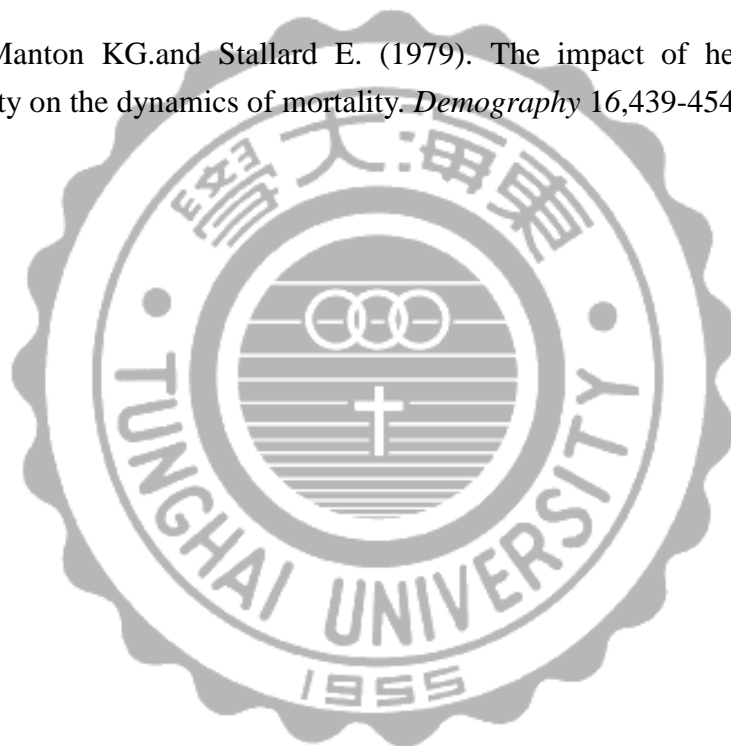 Manton KG.and Stallard E. (1979). The impact of he
ty on the dynamics of mortality. Demography 16,439-454
東海大學
TUNGHAI UNIVERSITY
1955